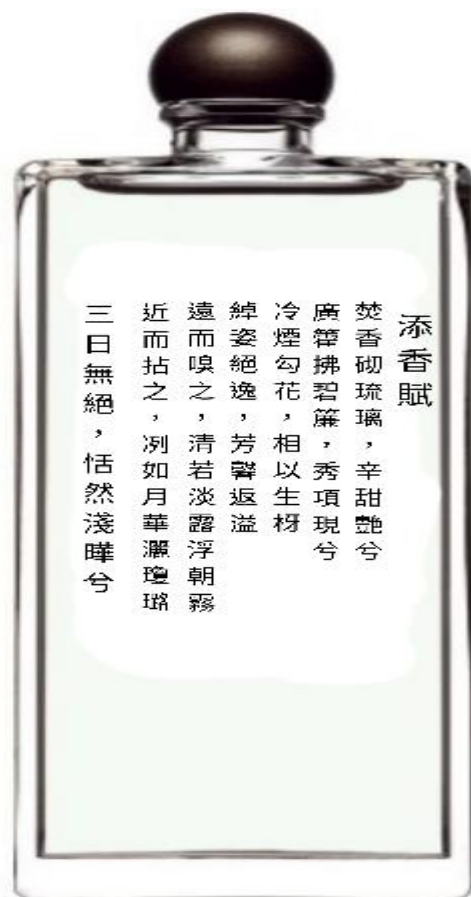 添香賦
焚香砌琉璃，辛甜艷兮
廣籜拂碧簾，秀項現兮
冷煙勾花，相以生枒
綽姿絕逸，芳馨返溢
遠而嗅之，清若淡露浮朝霧
近而拈之，冽如月華灑瓊璐
三日無絕，恬然淺曄兮